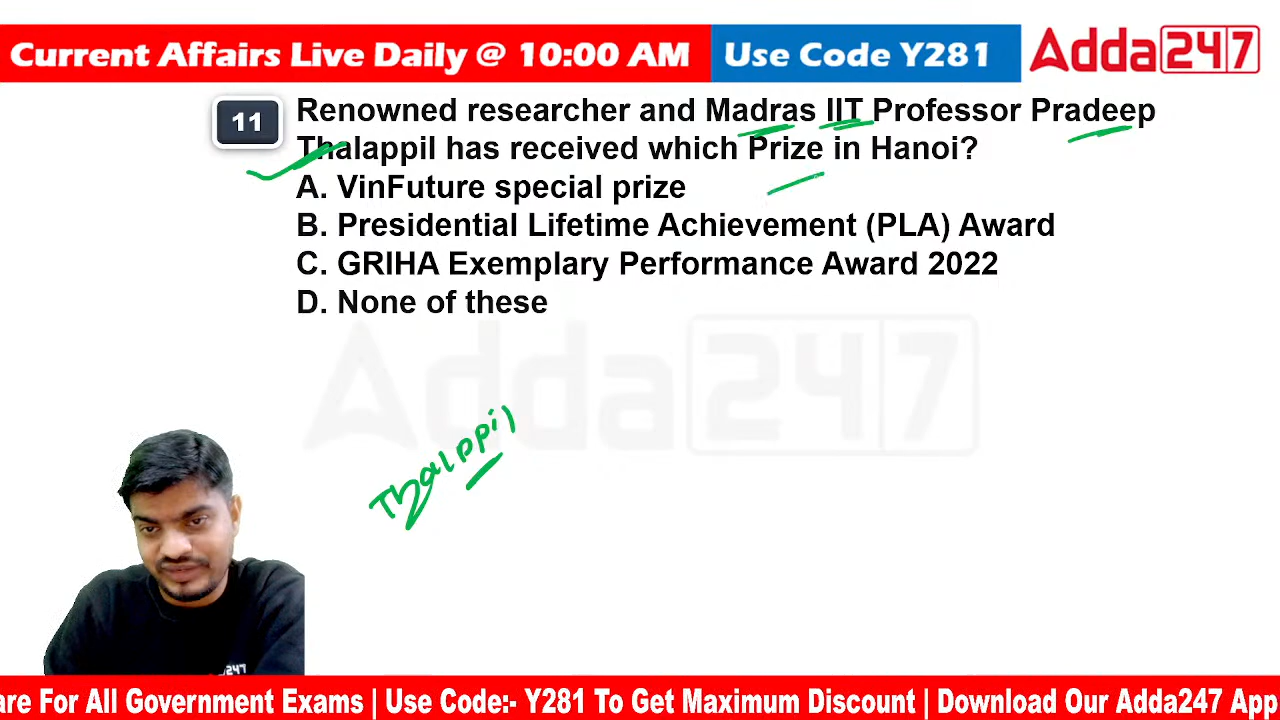 Current Affairs Live Daily @ 10:00 AM
Use Code Y281
Adda247
11
Renowned researcher and Madras IIT Professor Pradeep
Thalappil has received which Prize in Hanoi?
A. VinFuture special prize
B. Presidential Lifetime Achievement (PLA) Award
C. GRIHA Exemplary Performance Award 2022
D. None of these
Adda247
Thalppil
247
are For All Government Exams | Use Code:- Y281 To Get Maximum Discount | Download Our Adda247 App